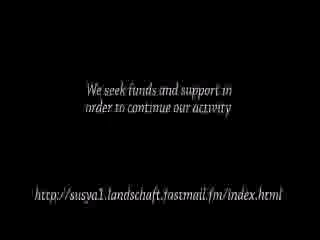 We seek funds and support in
order to continue our activity
http://susya1.landschaft.fastmail.fm/index.html